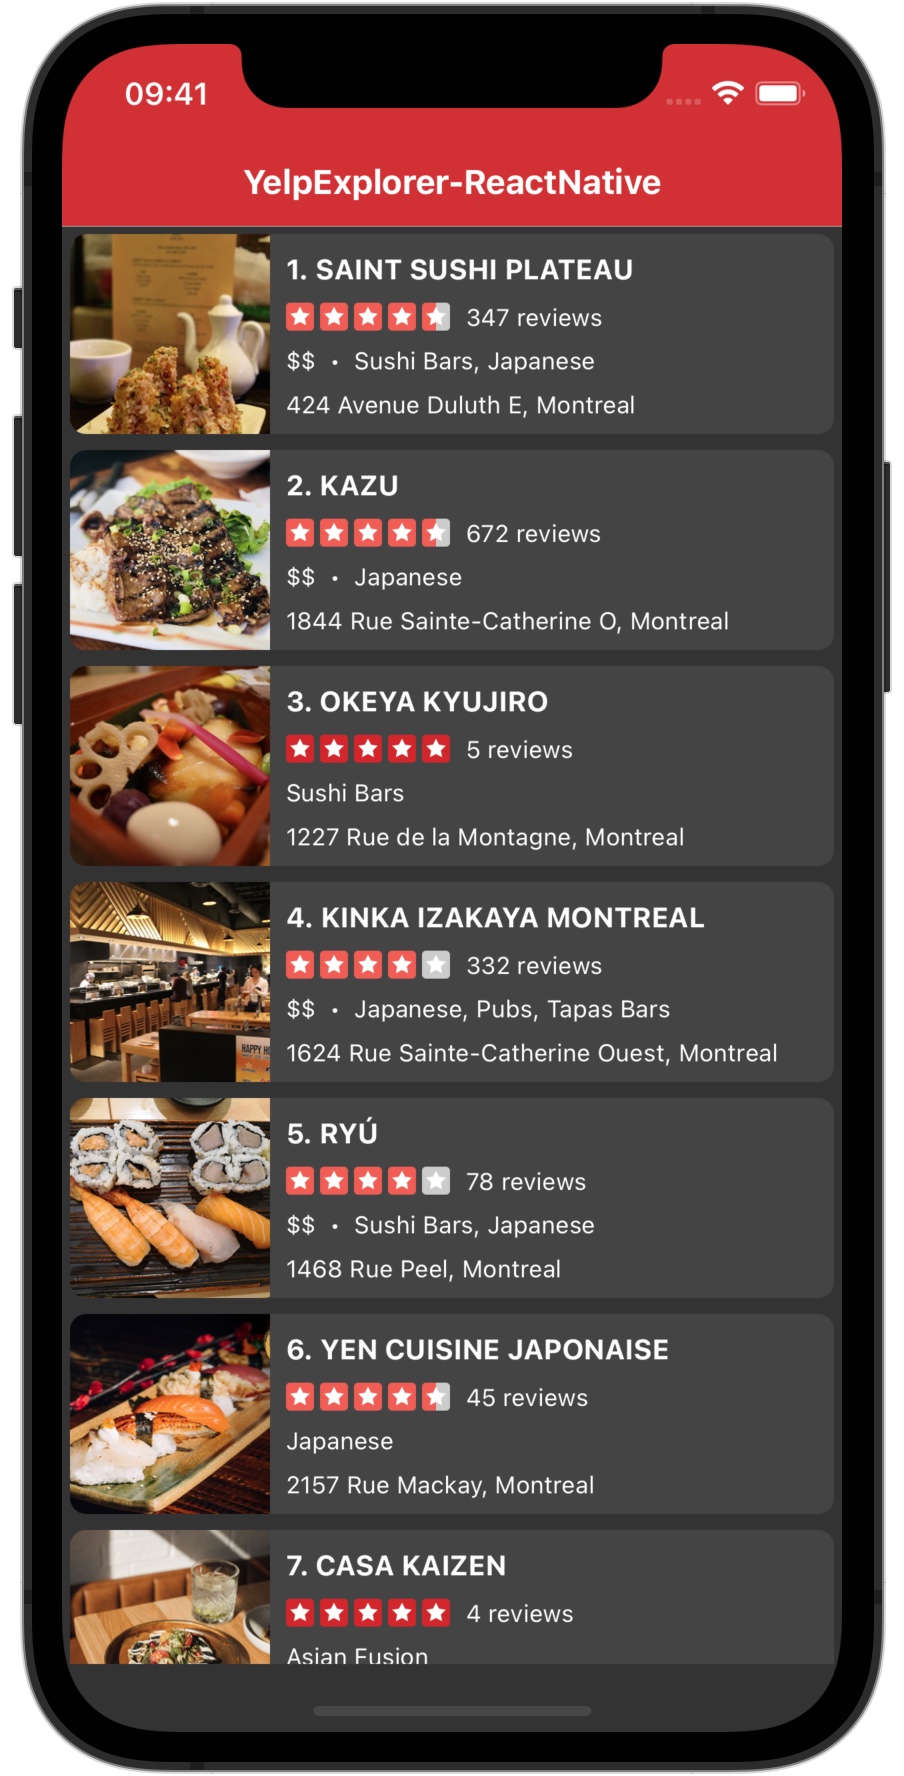 09:41
YelpExplorer-ReactNative
1. SAINT SUSHI PLATEAU
347 reviews
$$ • Sushi Bars, Japanese
424 Avenue Duluth E, Montreal
2. KAZU
672 reviews
$$ • Japanese
1844 Rue Sainte-Catherine O, Montreal
3. OKEYA KYUJIRO
5 reviews
Sushi Bars
1227 Rue de la Montagne, Montreal
4. KINKA IZAKAYA MONTREAL
332 reviews
$$ • Japanese, Pubs, Tapas Bars
HAPPY HO
1624 Rue Sainte-Catherine Ouest, Montreal
5. RYÚ
78 reviews
$$ • Sushi Bars, Japanese
1468 Rue Peel, Montreal
6. YEN CUISINE JAPONAISE
45 reviews
Japanese
2157 Rue Mackay, Montreal
7. CASA KAIZEN
4 reviews
Asian Fusion